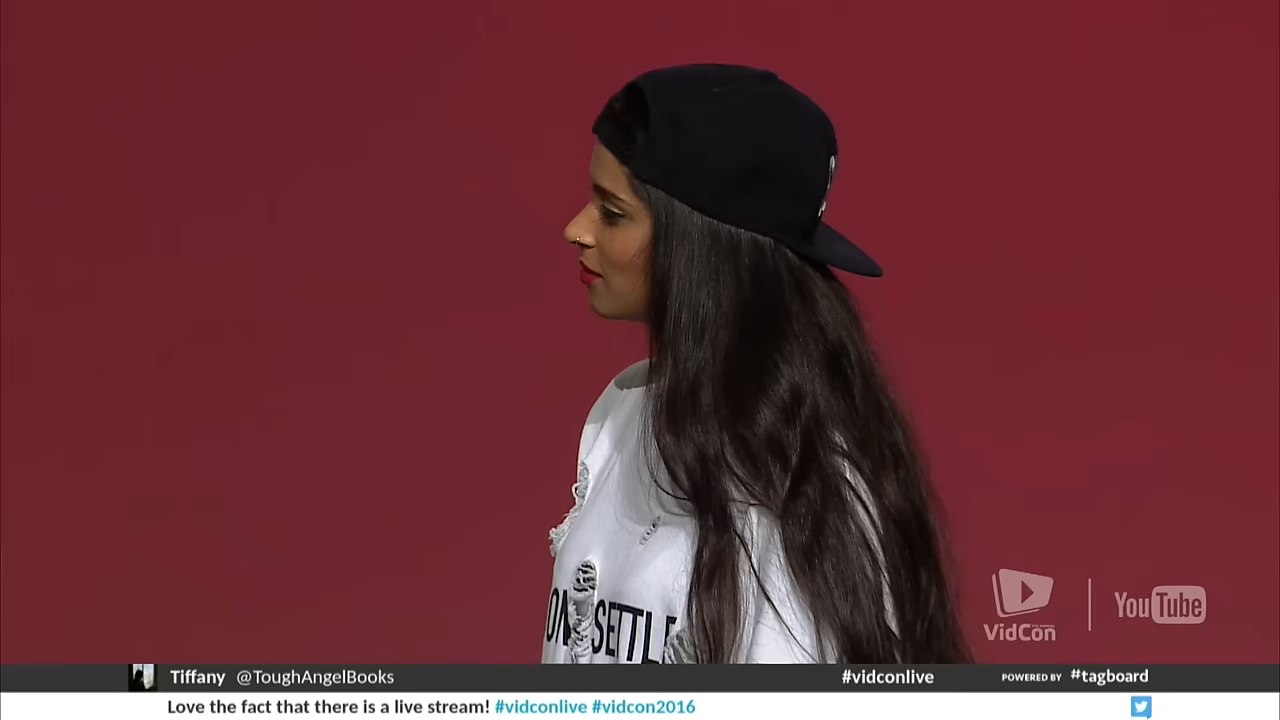 ON SETTLE
VidCon
YouTube
Tiffany @ToughAngelBooks #vidconlive POWERED BY #tagboard
Love the fact that there is a live stream! #vidconlive #vidcon2016